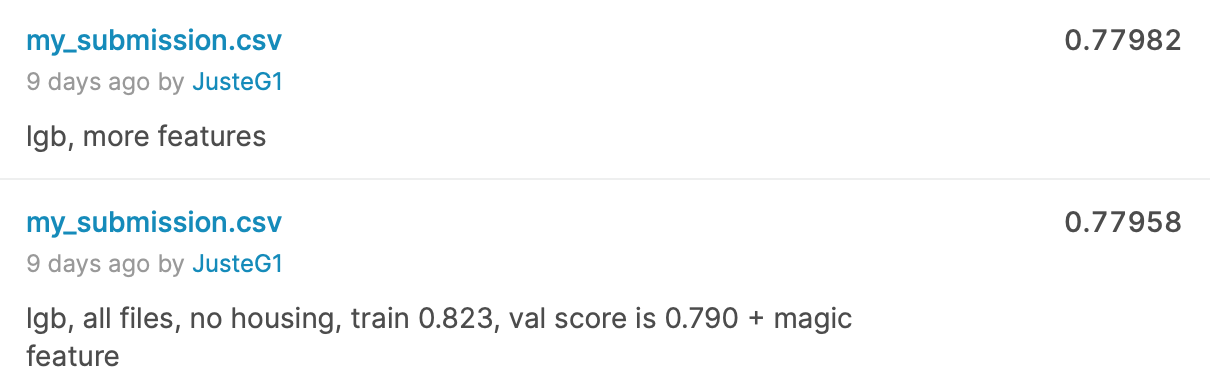 my_submission.csv 0.77982
9 days ago by JusteG1
lgb, more features
my_submission.csv 0.77958
9 days ago by JusteG1
lgb, all files, no housing, train 0.823, val score is 0.790 + magic
feature